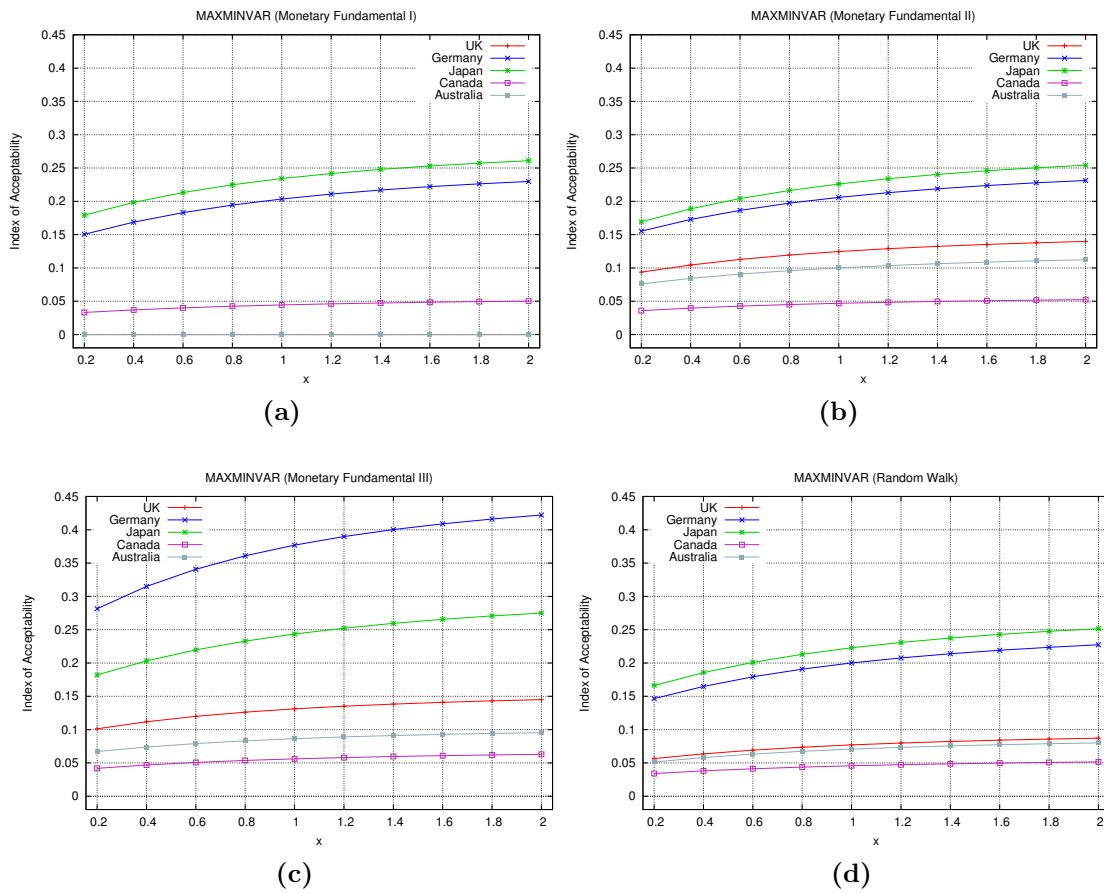 MAXMINVAR (Monetary Fundamental I)
0.45
0.4
0.35
0.3
0.25
0.2
0.15
0.1
0.05
0
Index of Acceptability
UK
Germany
Japan
Canada
Australia
0.2 0.4 0.6 0.8 1 1.2 1.4 1.6 1.8 2
x
(a)
MAXMINVAR (Monetary Fundamental II)
0.45
0.4
0.35
0.3
0.25
0.2
0.15
0.1
0.05
0
Index of Acceptability
UK
Germany
Japan
Canada
Australia
0.2 0.4 0.6 0.8 1 1.2 1.4 1.6 1.8 2
x
(b)
MAXMINVAR (Monetary Fundamental III)
0.45
0.4
0.35
0.3
0.25
0.2
0.15
0.1
0.05
0
Index of Acceptability
UK
Germany
Japan
Canada
Australia
0.2 0.4 0.6 0.8 1 1.2 1.4 1.6 1.8 2
x
(c)
MAXMINVAR (Random Walk)
0.45
0.4
0.35
0.3
0.25
0.2
0.15
0.1
0.05
0
Index of Acceptability
UK
Germany
Japan
Canada
Australia
0.2 0.4 0.6 0.8 1 1.2 1.4 1.6 1.8 2
x
(d)